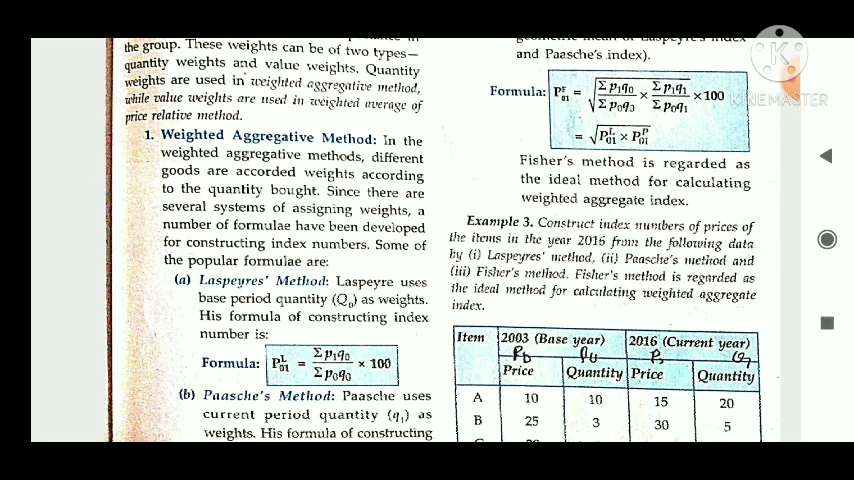 the group. These weights can be of two types—
quantity weights and value weights. Quantity
weights are used in weighted aggregative method,
while value weights are used in weighted average of
price relative method.
1. Weighted Aggregative Method: In the
weighted aggregative methods, different
goods are accorded weights according
to the quantity bought. Since there are
several systems of assigning weights, a
number of formulae have been developed
for constructing index numbers. Some of
the popular formulae are:
(a) Laspeyres' Method: Laspeyre uses
base period quantity (Q₀) as weights.
His formula of constructing index
number is:
Formula: P₀₁ᴸ = Σp₁q₀ / Σp₀q₀ × 100
(b) Paasche's Method: Paasche uses
current period quantity (q₁) as
weights. His formula of constructing
geometric mean of Laspeyres index
and Paasche's index).
Formula: P₀₁ᶠ = √(Σp₁q₀ / Σp₀q₀ × Σp₁q₁ / Σp₀q₁) × 100
= √(P₀₁ᴸ × P₀₁ᴾ)
Fisher's method is regarded as
the ideal method for calculating
weighted aggregate index.
Example 3. Construct index numbers of prices of
the items in the year 2016 from the following data
by (i) Laspeyres' method, (ii) Paasche's method and
(iii) Fisher's method. Fisher's method is regarded as
the ideal method for calculating weighted aggregate
index.
Item 2003 (Base year) 2016 (Current year)
Price Quantity Price Quantity
A 10 10 15 20
B 25 3 30 5
KINEMASTER